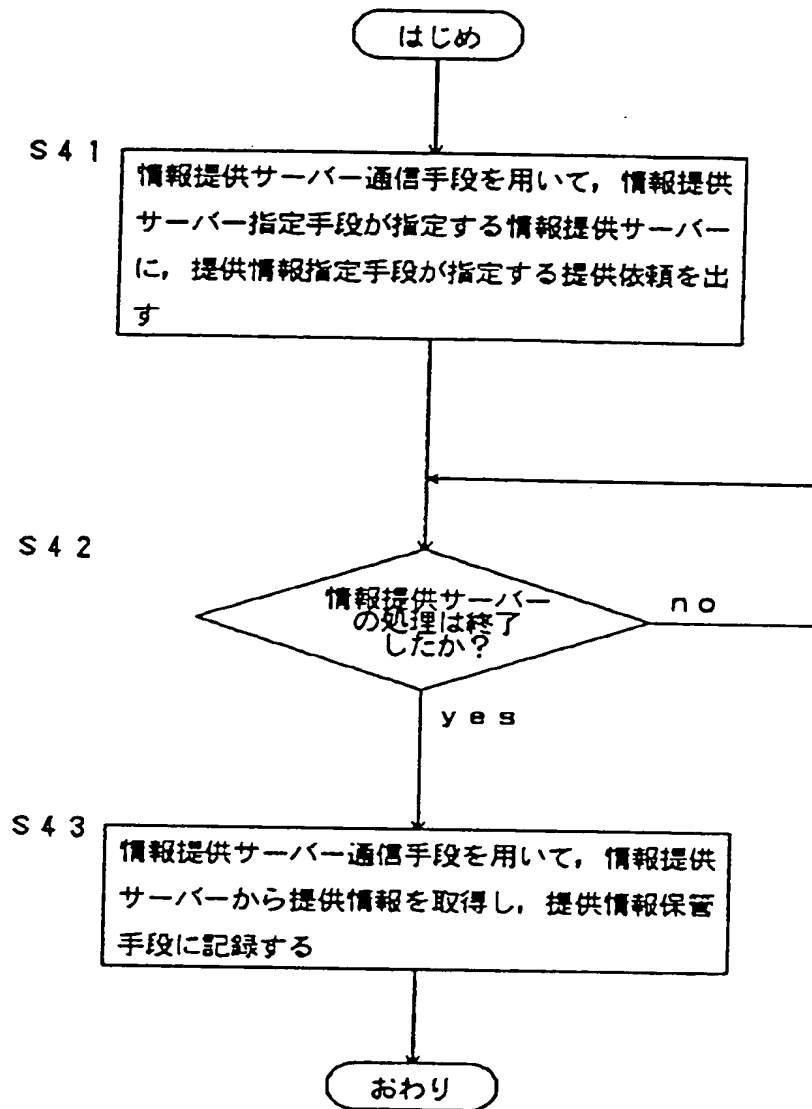 はじめ
S41
情報提供サーバー通信手段を用いて，情報提供
サーバー指定手段が指定する情報提供サーバー
に，提供情報指定手段が指定する提供依頼を出
す
S42
情報提供サーバー
の処理は終了
したか？
no
yes
S43
情報提供サーバー通信手段を用いて，情報提供
サーバーから提供情報を取得し，提供情報保管
手段に記録する
おわり